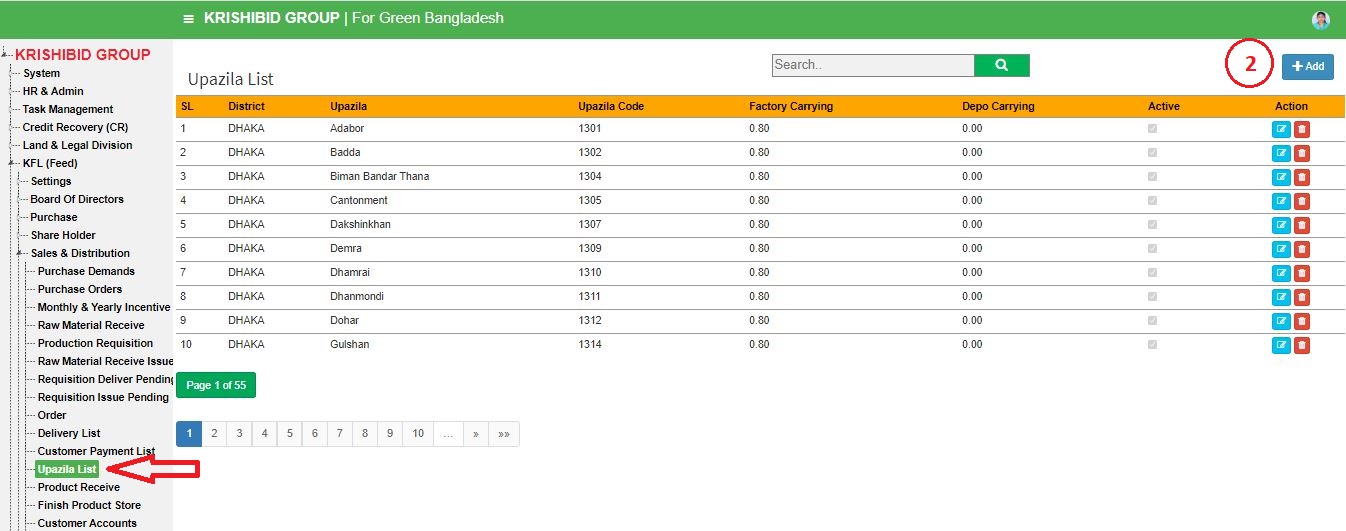 KRISHIBID GROUP | For Green Bangladesh
KRISHIBID GROUP
System
HR & Admin
Task Management
Credit Recovery (CR)
Land & Legal Division
KFL (Feed)
Settings
Board Of Directors
Purchase
Share Holder
Sales & Distribution
Purchase Demands
Purchase Orders
Monthly & Yearly Incentive
Raw Material Receive
Production Requisition
Raw Material Receive Issue
Requisition Deliver Pending
Requisition Issue Pending
Order
Delivery List
Customer Payment List
Upazila List
Product Receive
Finish Product Store
Customer Accounts
Upazila List
Search..
2
Add
SL District Upazila Upazila Code Factory Carrying Depo Carrying Active Action
1 DHAKA Adabor 1301 0.80 0.00
2 DHAKA Badda 1302 0.80 0.00
3 DHAKA Biman Bandar Thana 1304 0.80 0.00
4 DHAKA Cantonment 1305 0.80 0.00
5 DHAKA Dakshinkhan 1307 0.80 0.00
6 DHAKA Demra 1309 0.80 0.00
7 DHAKA Dhamrai 1310 0.80 0.00
8 DHAKA Dhanmondi 1311 0.80 0.00
9 DHAKA Dohar 1312 0.80 0.00
10 DHAKA Gulshan 1314 0.80 0.00
Page 1 of 55
1 2 3 4 5 6 7 8 9 10 ... » »»